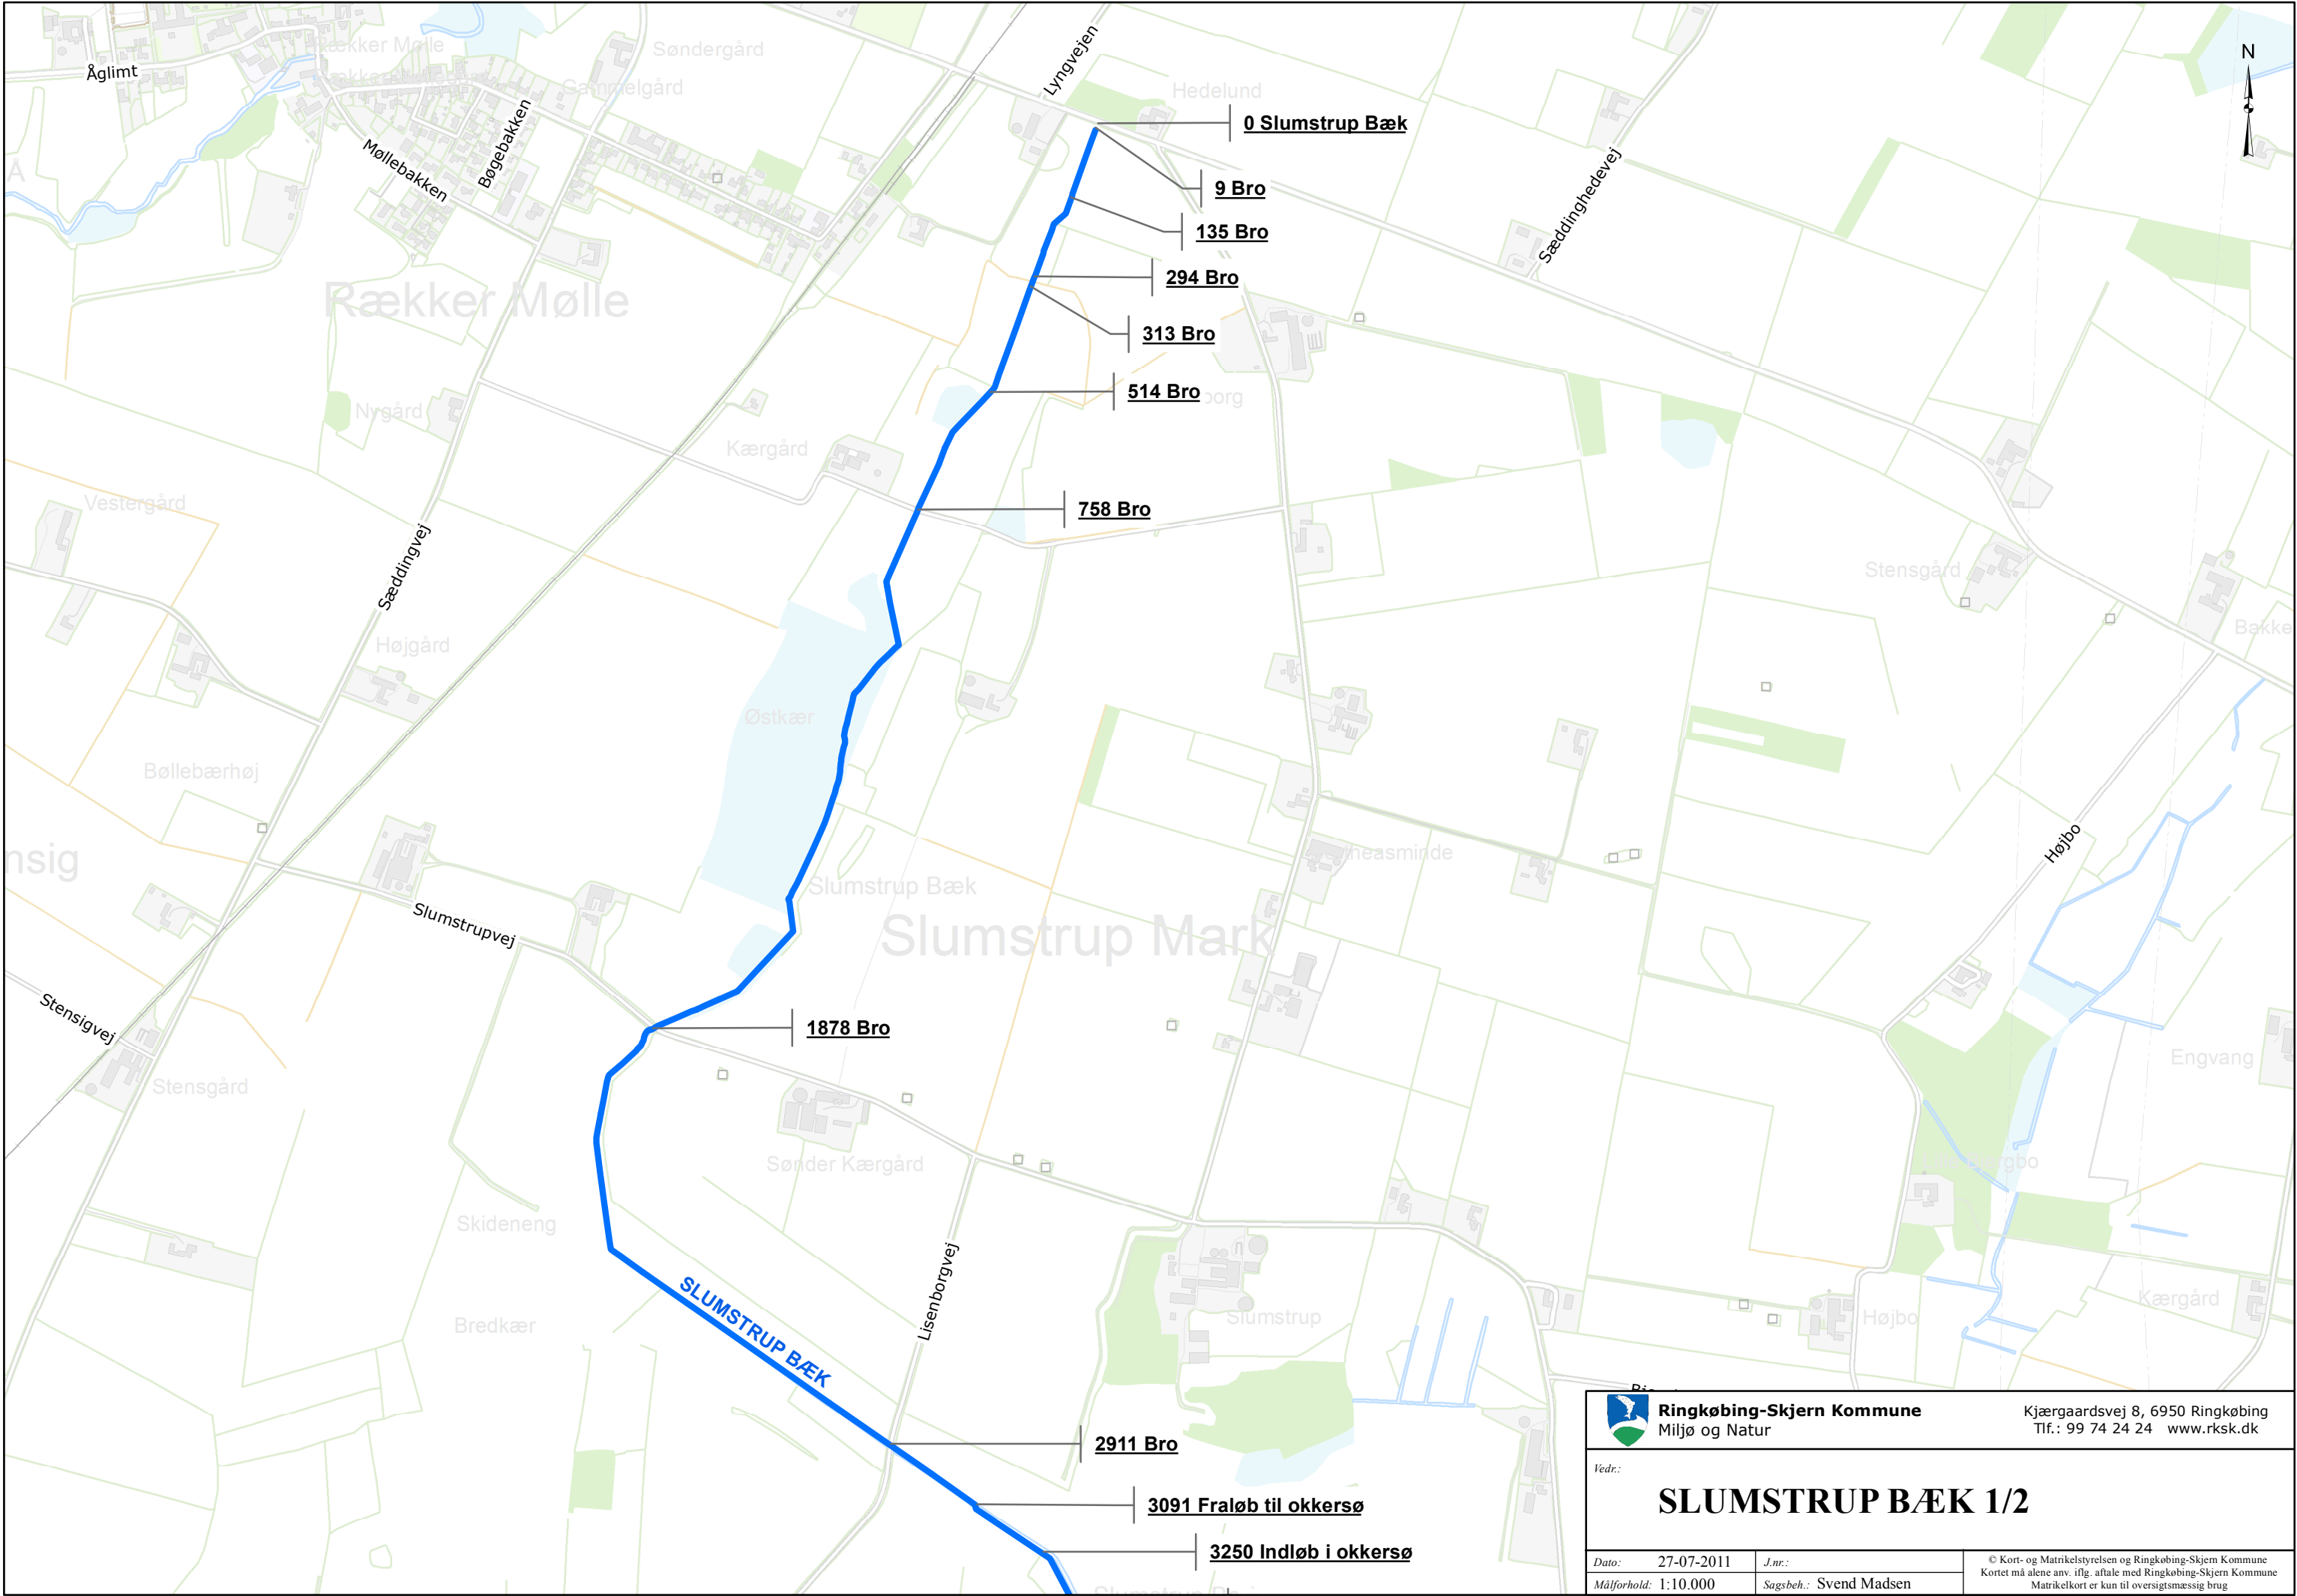 Rækker Mølle
Søndergård
Åglimt
Gammelgård
Lyngvejen
Hedelund
N
0 Slumstrup Bæk
Bøgebakken
Møllebakken
Å
9 Bro
Sæddinghedevej
135 Bro
294 Bro
Rækker Mølle
313 Bro
514 Bro
borg
Nygård
Kærgård
Vestergård
758 Bro
Sæddingvej
Stensgård
Højgård
Bakke
Østkær
Bøllebærhøj
nsig
theasminde
Højbo
Slumstrup Bæk
Slumstrupvej
Slumstrup Mark
Stensigvej
1878 Bro
Stensgård
Engvang
Sønder Kærgård
Skideneng
Lisenborgvej
SLUMSTRUP BÆK
Bredkær
Slumstrup
Højbo
Kærgård
2911 Bro
3091 Fraløb til okkersø
3250 Indløb i okkersø
Ringkøbing-Skjern Kommune
Miljø og Natur
Kjærgaardsvej 8, 6950 Ringkøbing
Tlf.: 99 74 24 24 www.rksk.dk
Vedr.:
SLUMSTRUP BÆK 1/2
Dato: 27-07-2011
J.nr.:
Målforhold: 1:10.000
Sagsbeh.: Svend Madsen
© Kort- og Matrikelstyrelsen og Ringkøbing-Skjern Kommune
Kortet må alene anv. iflg. aftale med Ringkøbing-Skjern Kommune
Matrikelkort er kun til oversigtsmæssig brug